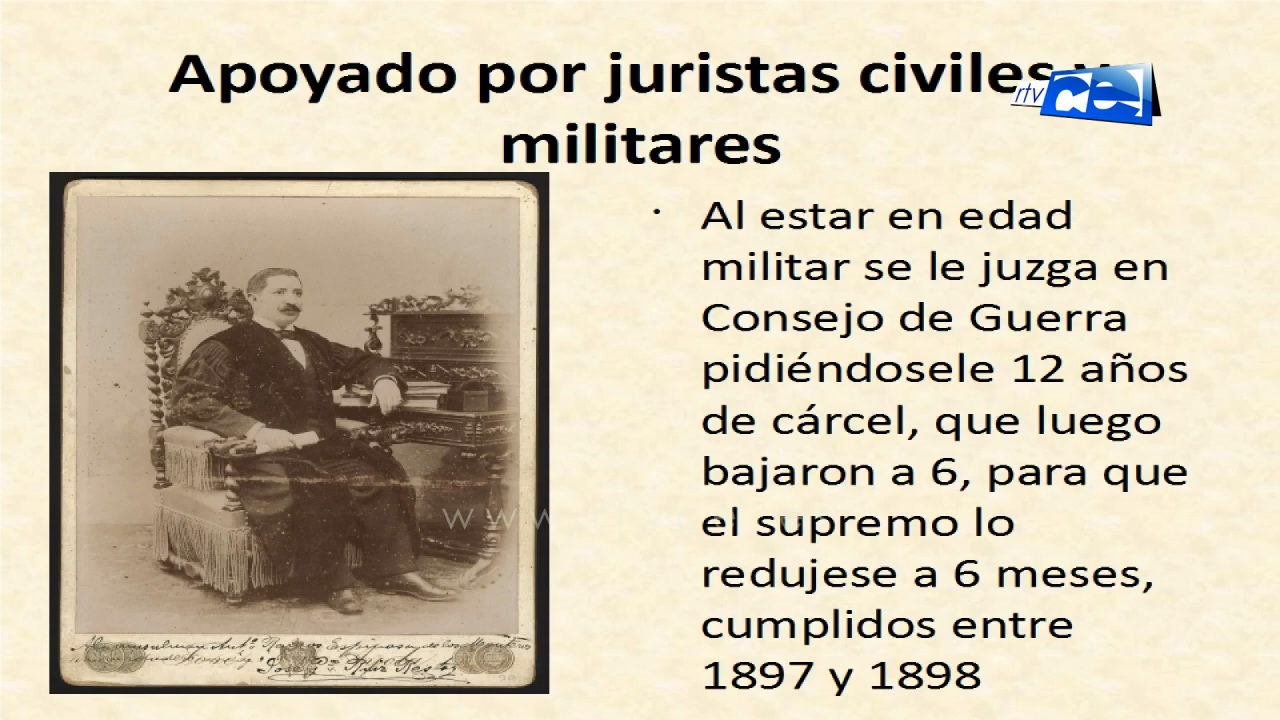 Apoyado por juristas civiles y
militares
rtv cel
· Al estar en edad
militar se le juzga en
Consejo de Guerra
pidiéndosele 12 años
de cárcel, que luego
bajaron a 6, para que
el supremo lo
redujese a 6 meses,
cumplidos entre
1897 y 1898